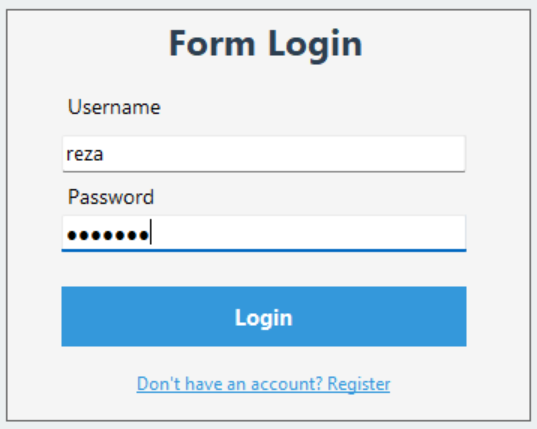 Form Login
Username
reza
Password
●●●●●●●
Login
Don't have an account? Register